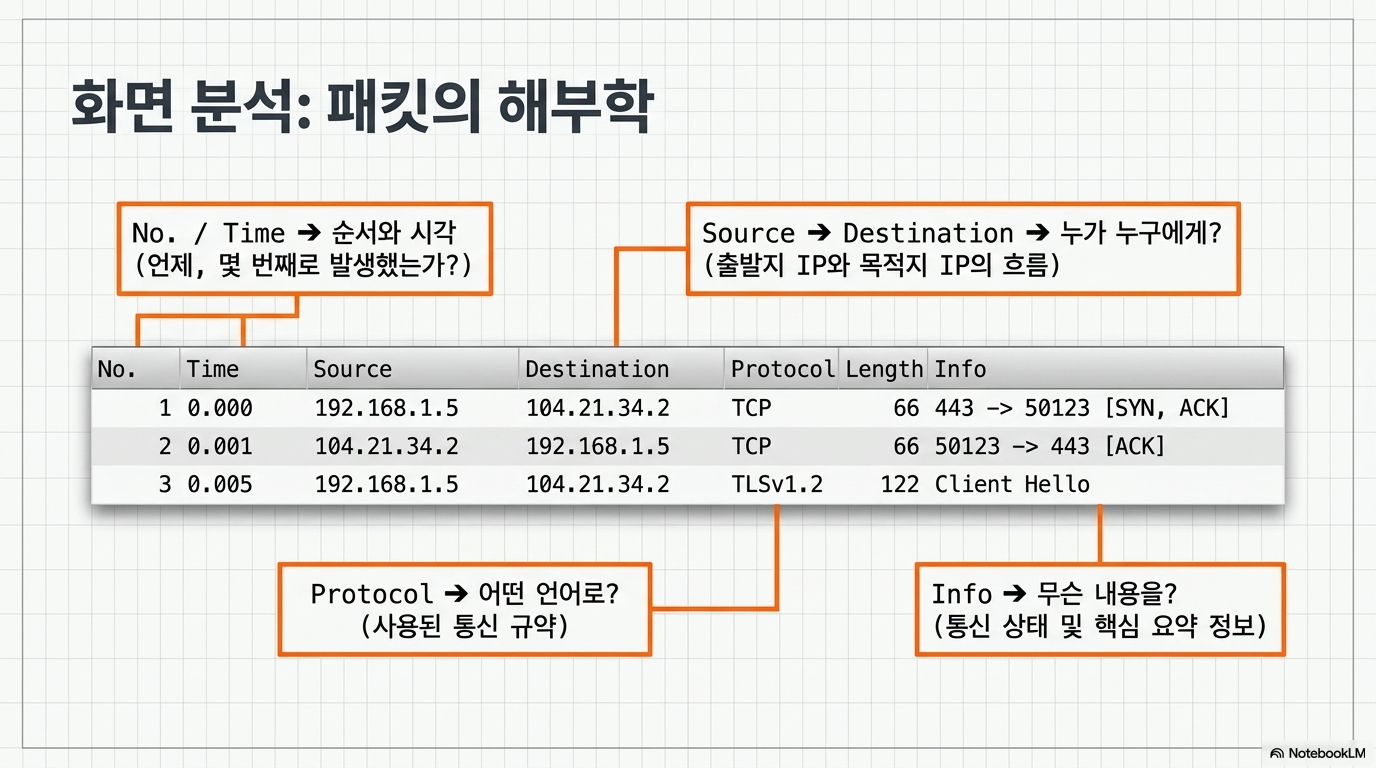 화면 분석: 패킷의 해부학
No. / Time ➔ 순서와 시각
(언제, 몇 번째로 발생했는가?)
Source ➔ Destination ➔ 누가 누구에게?
(출발지 IP와 목적지 IP의 흐름)
No. Time Source Destination Protocol Length Info
1 0.000 192.168.1.5 104.21.34.2 TCP 66 443 -> 50123 [SYN, ACK]
2 0.001 104.21.34.2 192.168.1.5 TCP 66 50123 -> 443 [ACK]
3 0.005 192.168.1.5 104.21.34.2 TLSv1.2 122 Client Hello
Protocol ➔ 어떤 언어로?
(사용된 통신 규약)
Info ➔ 무슨 내용을?
(통신 상태 및 핵심 요약 정보)
NotebookLM